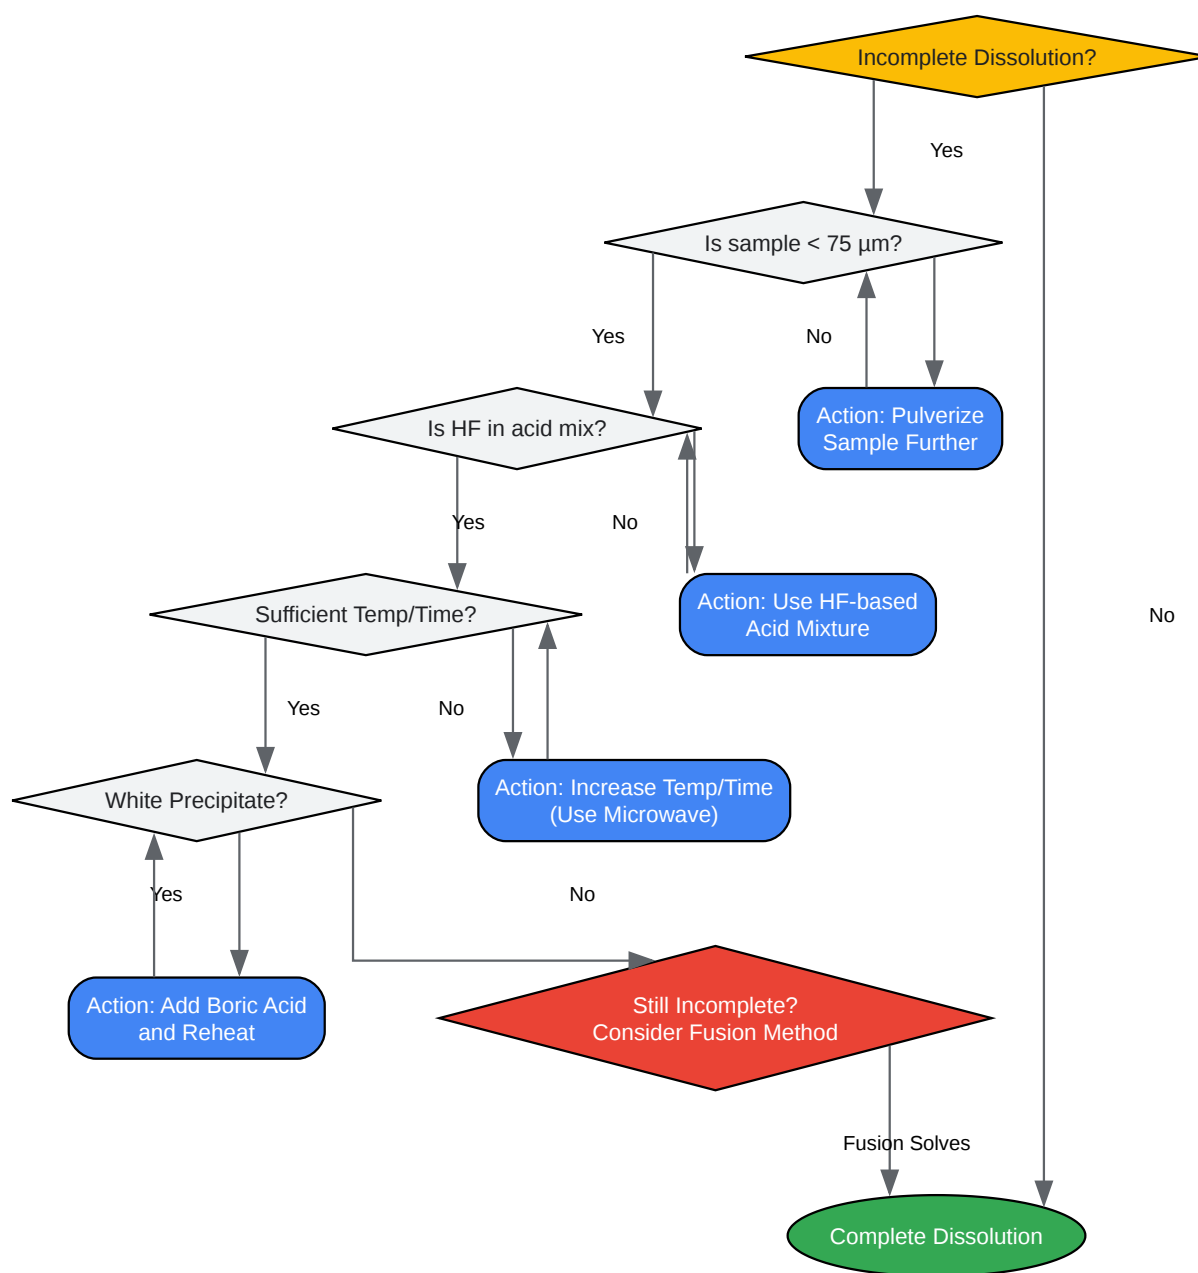 Incomplete Dissolution?
Yes
Is sample < 75 µm?
Yes
No
Action: Pulverize
Sample Further
Is HF in acid mix?
Yes
No
Action: Use HF-based
Acid Mixture
No
Sufficient Temp/Time?
Yes
No
Action: Increase Temp/Time
(Use Microwave)
White Precipitate?
Yes
No
Action: Add Boric Acid
and Reheat
Still Incomplete?
Consider Fusion Method
Fusion Solves
Complete Dissolution